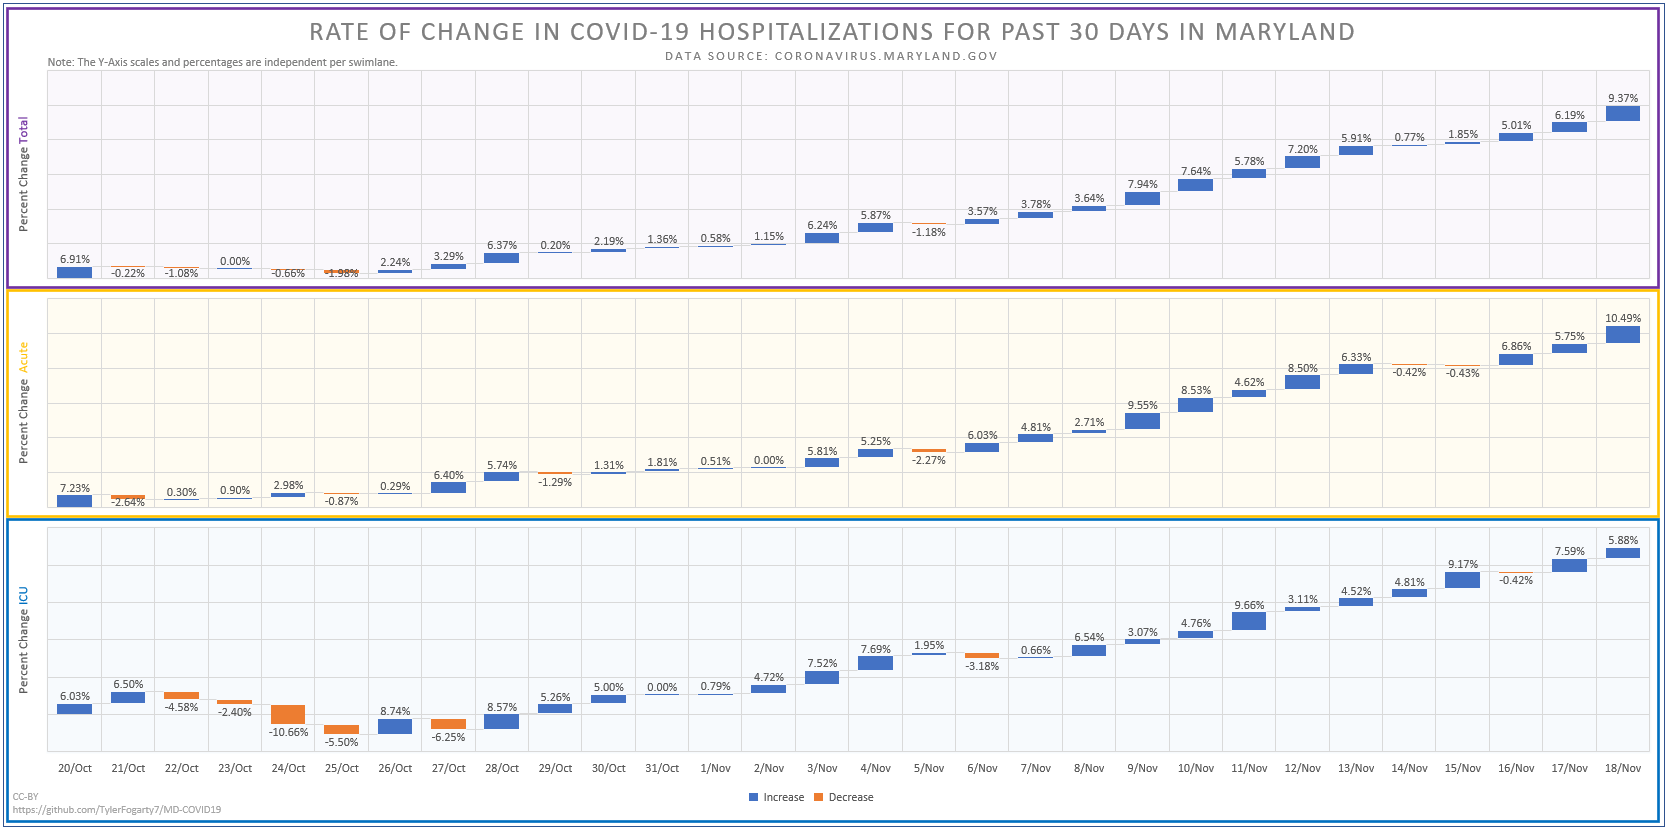 RATE OF CHANGE IN COVID-19 HOSPITALIZATIONS FOR PAST 30 DAYS IN MARYLAND
DATA SOURCE: CORONAVIRUS.MARYLAND.GOV
Note: The Y-Axis scales and percentages are independent per swimlane.
Percent Change Total
6.91% -0.22% -1.08% 0.00% -0.66% -1.98% 2.24% 3.29% 6.37% 0.20% 2.19% 1.36% 0.58% 1.15% 6.24% 5.87% -1.18% 3.57% 3.78% 3.64% 7.94% 7.64% 5.78% 7.20% 5.91% 0.77% 1.85% 5.01% 6.19% 9.37%
Percent Change Acute
7.23% -2.64% 0.30% 0.90% 2.98% -0.87% 0.29% 6.40% 5.74% -1.29% 1.31% 1.81% 0.51% 0.00% 5.81% 5.25% -2.27% 6.03% 4.81% 2.71% 9.55% 8.53% 4.62% 8.50% 6.33% -0.42% -0.43% 6.86% 5.75% 10.49%
Percent Change ICU
6.03% 6.50% -4.58% -2.40% -10.66% -5.50% 8.74% -6.25% 8.57% 5.26% 5.00% 0.00% 0.79% 4.72% 7.52% 7.69% 1.95% -3.18% 0.66% 6.54% 3.07% 4.76% 9.66% 3.11% 4.52% 4.81% 9.17% -0.42% 7.59% 5.88%
20/Oct 21/Oct 22/Oct 23/Oct 24/Oct 25/Oct 26/Oct 27/Oct 28/Oct 29/Oct 30/Oct 31/Oct 1/Nov 2/Nov 3/Nov 4/Nov 5/Nov 6/Nov 7/Nov 8/Nov 9/Nov 10/Nov 11/Nov 12/Nov 13/Nov 14/Nov 15/Nov 16/Nov 17/Nov 18/Nov
Increase Decrease
CC-BY
https://github.com/TylerFogarty7/MD-COVID19